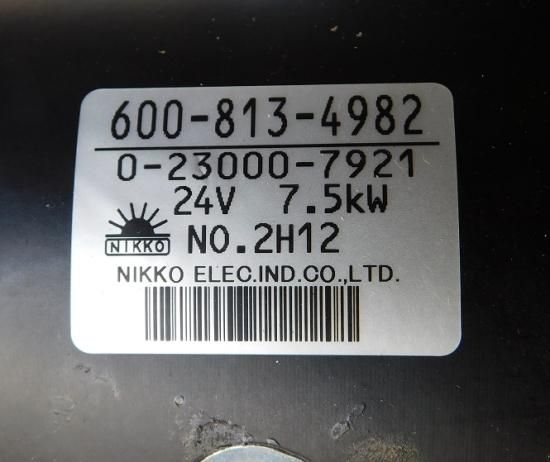 600-813-4982
0-23000-7921
24V 7.5kW
NIKKO NO.2H12
NIKKO ELEC.IND.CO.,LTD.